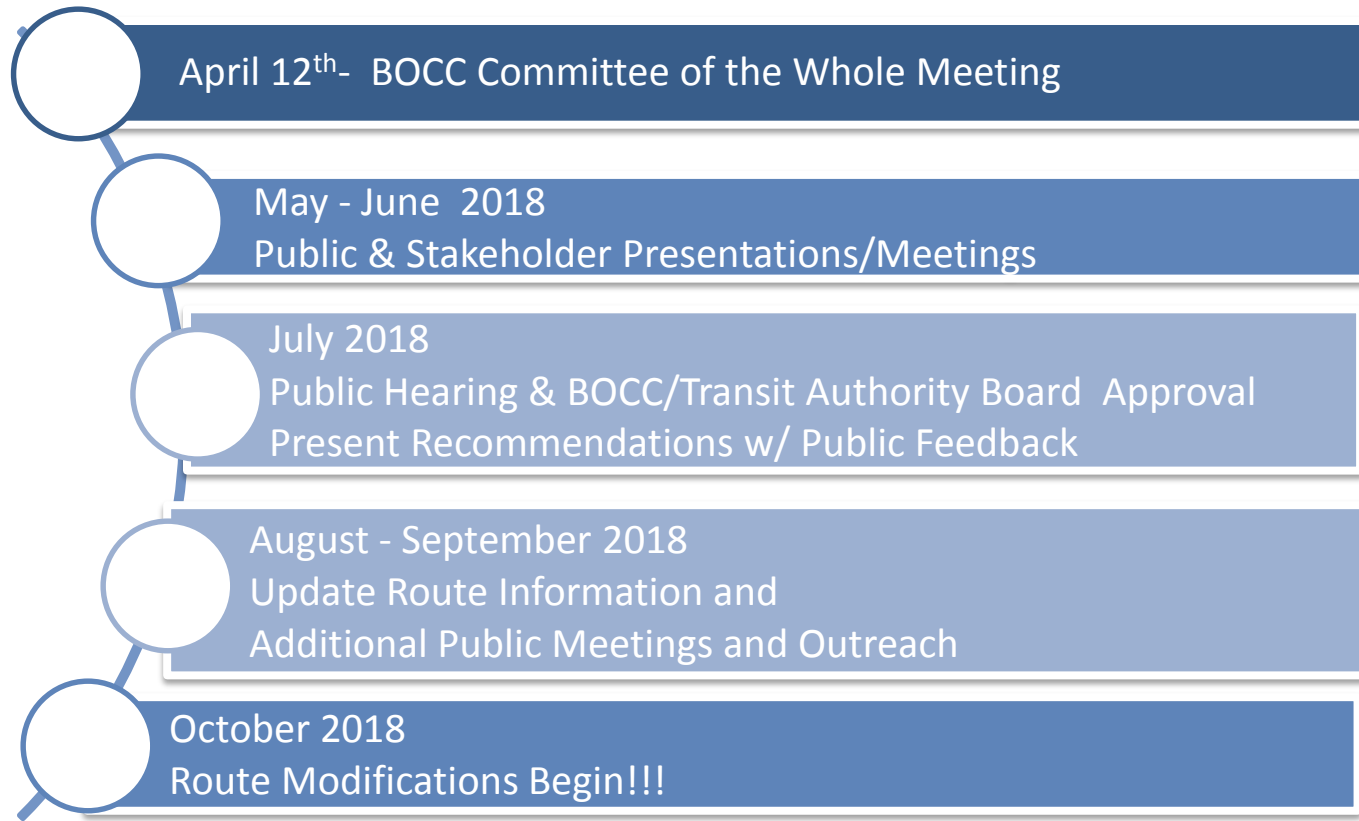 April 12th- BOCC Committee of the Whole Meeting
May - June 2018
Public & Stakeholder Presentations/Meetings
July 2018
Public Hearing & BOCC/Transit Authority Board Approval
Present Recommendations w/ Public Feedback
August - September 2018
Update Route Information and
Additional Public Meetings and Outreach
October 2018
Route Modifications Begin!!!